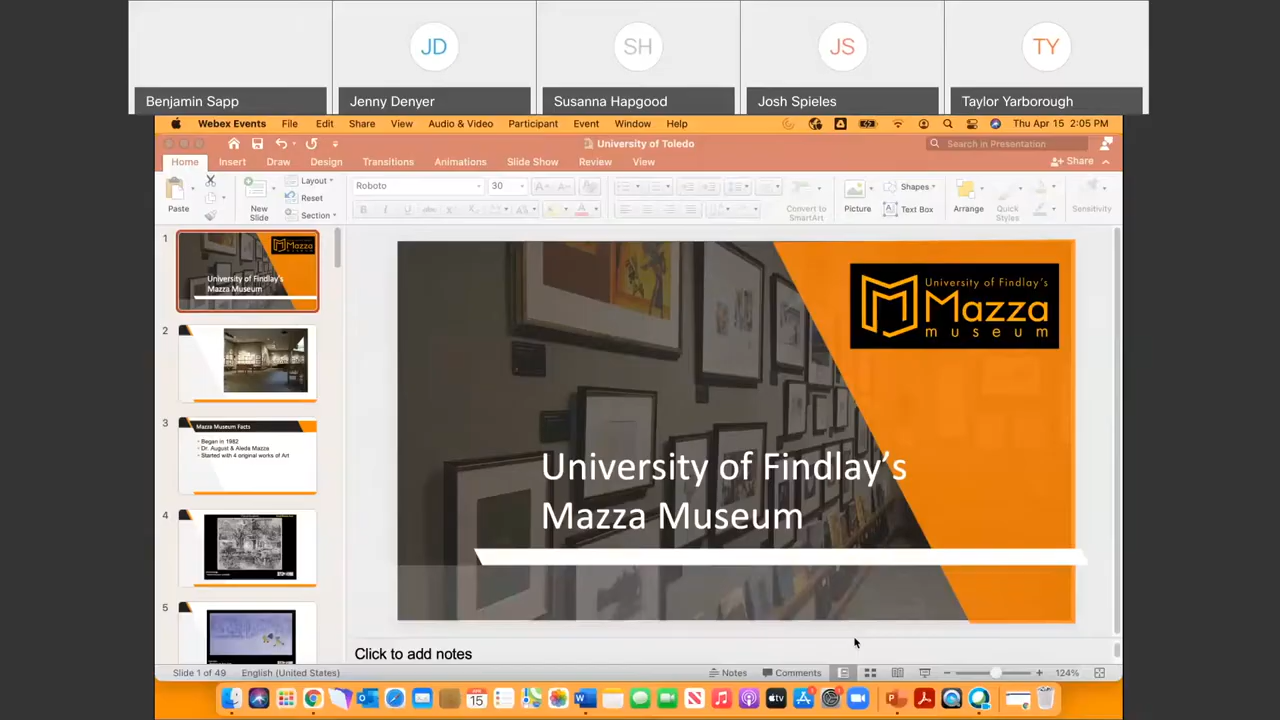 JD
SH
JS
TY
Benjamin Sapp
Jenny Denyer
Susanna Hapgood
Josh Spieles
Taylor Yarborough
Webex Events File Edit Share View Audio & Video Participant Event Window Help Thu Apr 15 2:05 PM
University of Toledo
Search in Presentation
Home Insert Draw Design Transitions Animations Slide Show Review View Share
Paste
New Slide
Layout
Reset
Section
Roboto 30
Convert to SmartArt
Picture
Shapes
Text Box
Arrange
Quick Styles
Sensitivity
1
University of Findlay's
Mazza Museum
2
3
Mazza Museum Facts
Began in 1982
Dr. August & Aleda Mazza
Started with 4 original works of Art
4
5
University of Findlay's
Mazza
museum
University of Findlay's
Mazza Museum
Click to add notes
Slide 1 of 49 English (United States) Notes Comments 124%
APR
15